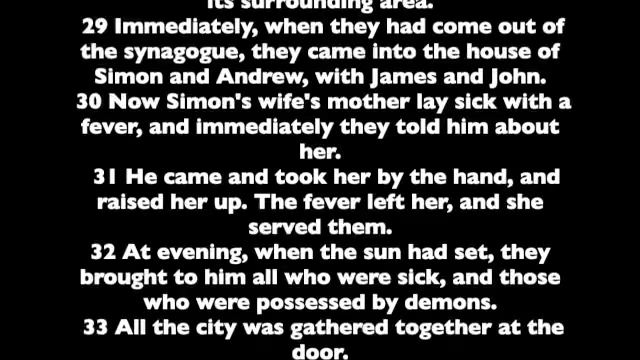 its surrounding area.
29 Immediately, when they had come out of
the synagogue, they came into the house of
Simon and Andrew, with James and John.
30 Now Simon's wife's mother lay sick with a
fever, and immediately they told him about
her.
31 He came and took her by the hand, and
raised her up. The fever left her, and she
served them.
32 At evening, when the sun had set, they
brought to him all who were sick, and those
who were possessed by demons.
33 All the city was gathered together at the
door.